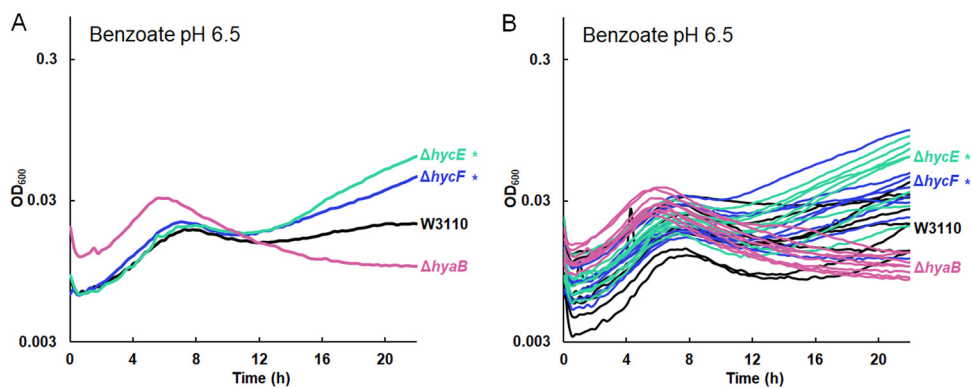 A
Benzoate pH 6.5
OD600
0.3
0.03
0.003
0 4 8 12 16 20
Time (h)
ΔhycE *
ΔhycF *
W3110
ΔhyaB
B
Benzoate pH 6.5
OD600
0.3
0.03
0.003
0 4 8 12 16 20
Time (h)
ΔhycE *
ΔhycF *
W3110
ΔhyaB